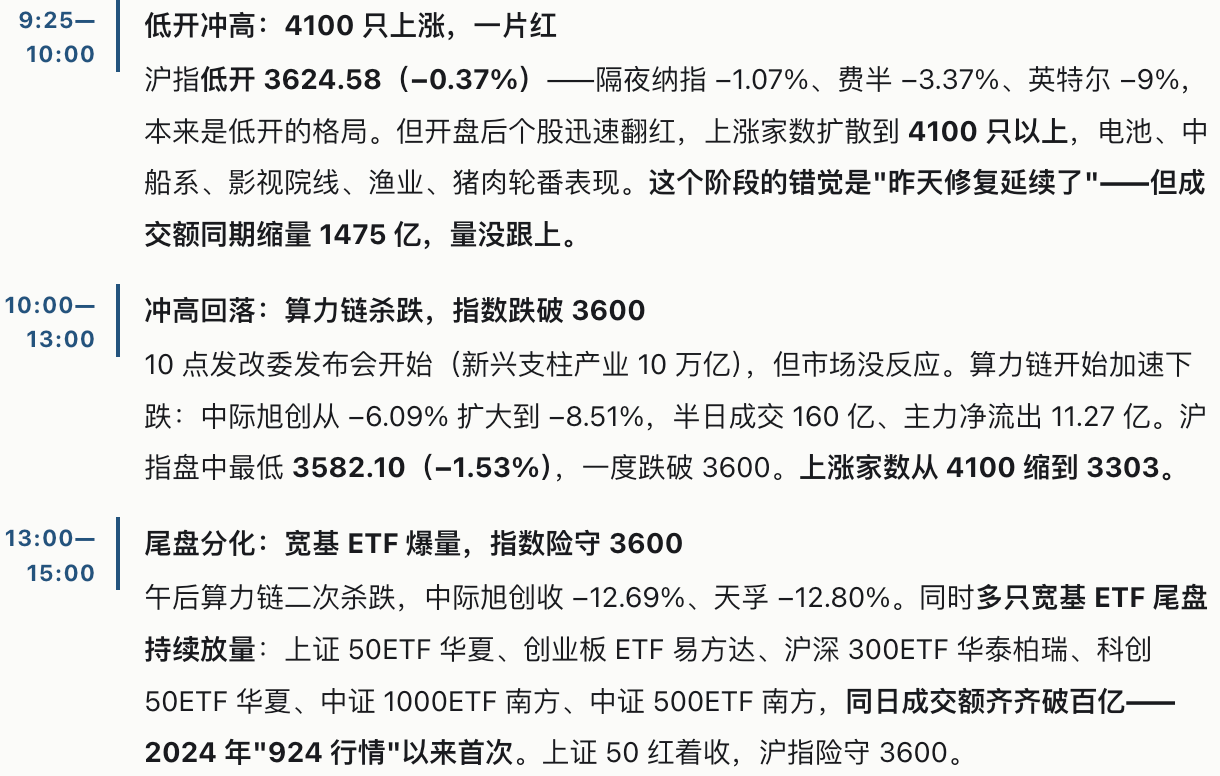 9:25—
10:00
低开冲高：4100 只上涨，一片红
沪指低开 3624.58（−0.37%）——隔夜纳指 −1.07%、费半 −3.37%、英特尔 −9%，
本来是低开的格局。但开盘后个股迅速翻红，上涨家数扩散到 4100 只以上，电池、中
船系、影视院线、渔业、猪肉轮番表现。这个阶段的错觉是"昨天修复延续了"——但成
交额同期缩量 1475 亿，量没跟上。
10:00—
13:00
冲高回落：算力链杀跌，指数跌破 3600
10 点发改委发布会开始（新兴支柱产业 10 万亿），但市场没反应。算力链开始加速下
跌：中际旭创从 −6.09% 扩大到 −8.51%，半日成交 160 亿、主力净流出 11.27 亿。沪
指盘中最低 3582.10（−1.53%），一度跌破 3600。上涨家数从 4100 缩到 3303。
13:00—
15:00
尾盘分化：宽基 ETF 爆量，指数险守 3600
午后算力链二次杀跌，中际旭创收 −12.69%、天孚 −12.80%。同时多只宽基 ETF 尾盘
持续放量：上证 50ETF 华夏、创业板 ETF 易方达、沪深 300ETF 华泰柏瑞、科创
50ETF 华夏、中证 1000ETF 南方、中证 500ETF 南方，同日成交额齐齐破百亿——
2024 年"924 行情"以来首次。上证 50 红着收，沪指险守 3600。